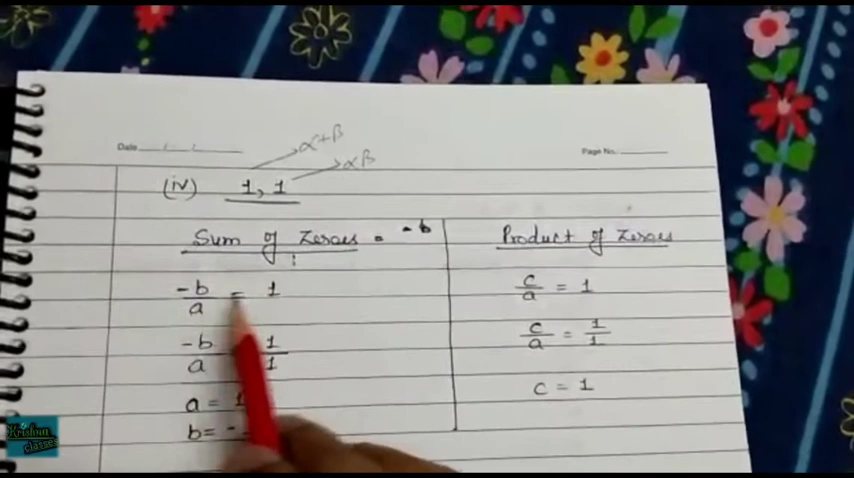 Date
Page No.
α+β
αβ
(iv) 1, 1
Sum of Zeroes = -b
Product of Zeroes
-b/a = 1
c/a = 1
-b/a 1/1
c/a = 1/1
a = 1
c = 1
b = -
Krishna
classes